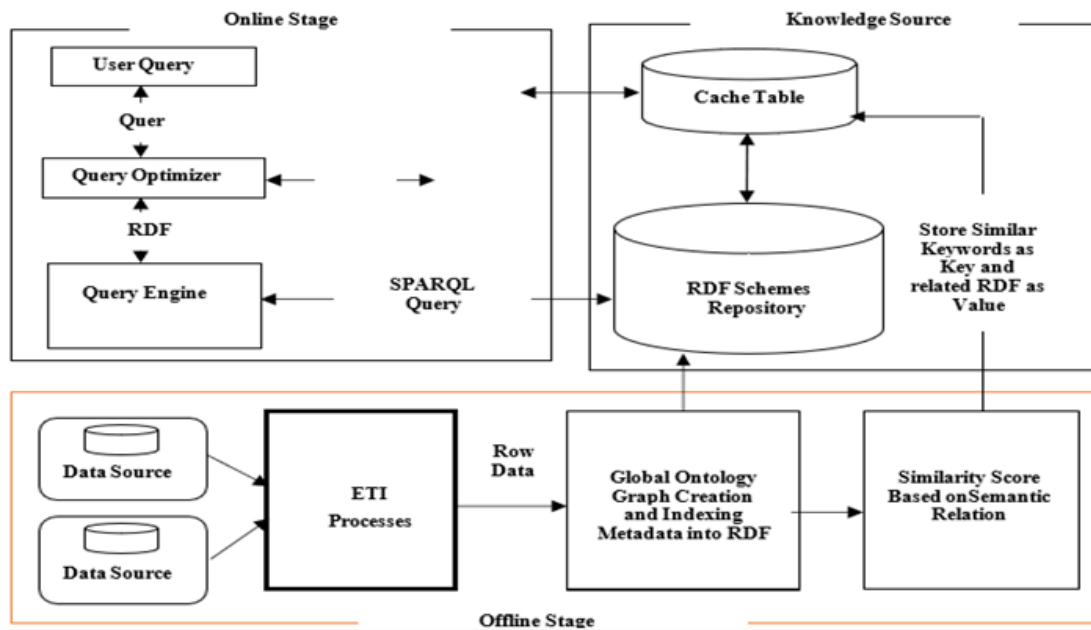 Online Stage
Knowledge Source
User Query
Quer
Query Optimizer
RDF
Query Engine
SPARQL
Query
Cache Table
RDF Schemes
Repository
Store Similar
Keywords as
Key and
related RDF as
Value
Data Source
Data Source
ETI
Processes
Row
Data
Global Ontology
Graph Creation
and Indexing
Metadata into RDF
Similarity Score
Based onSemantic
Relation
Offline Stage